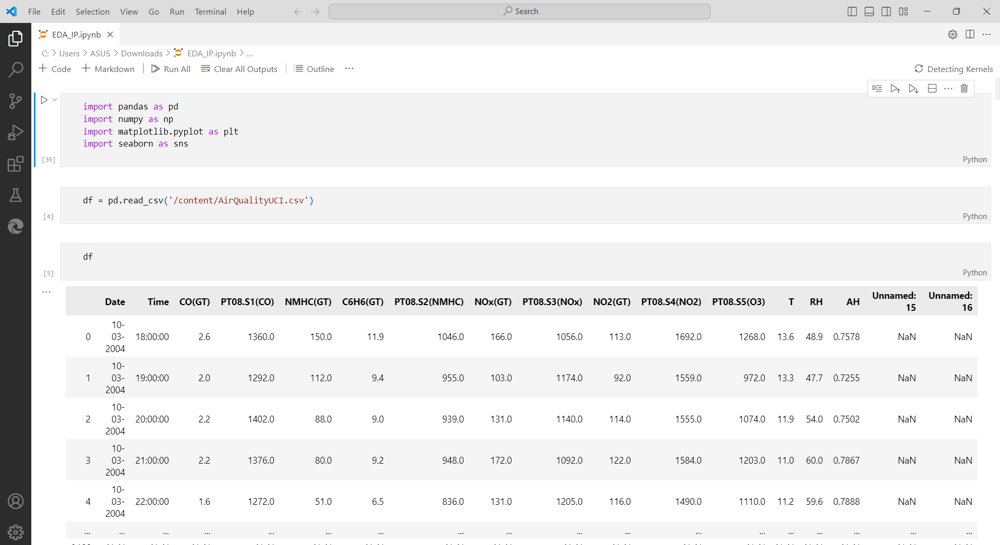 File Edit Selection View Go Run Terminal Help Search
EDA_IP.ipynb
C: > Users > ASUS > Downloads > EDA_IP.ipynb > ...
+ Code + Markdown | Run All Clear All Outputs | Outline ... Detecting Kernels
import pandas as pd
import numpy as np
import matplotlib.pyplot as plt
import seaborn as sns
[39] Python
df = pd.read_csv('/content/AirQualityUCI.csv')
[4] Python
df
[5] Python
...
Date Time CO(GT) PT08.S1(CO) NMHC(GT) C6H6(GT) PT08.S2(NMHC) NOx(GT) PT08.S3(NOx) NO2(GT) PT08.S4(NO2) PT08.S5(O3) T RH AH Unnamed: 15 Unnamed: 16
0 10-03-2004 18:00:00 2.6 1360.0 150.0 11.9 1046.0 166.0 1056.0 113.0 1692.0 1268.0 13.6 48.9 0.7578 NaN NaN
1 10-03-2004 19:00:00 2.0 1292.0 112.0 9.4 955.0 103.0 1174.0 92.0 1559.0 972.0 13.3 47.7 0.7255 NaN NaN
2 10-03-2004 20:00:00 2.2 1402.0 88.0 9.0 939.0 131.0 1140.0 114.0 1555.0 1074.0 11.9 54.0 0.7502 NaN NaN
3 10-03-2004 21:00:00 2.2 1376.0 80.0 9.2 948.0 172.0 1092.0 122.0 1584.0 1203.0 11.0 60.0 0.7867 NaN NaN
4 10-03-2004 22:00:00 1.6 1272.0 51.0 6.5 836.0 131.0 1205.0 116.0 1490.0 1110.0 11.2 59.6 0.7888 NaN NaN
... ... ... ... ... ... ... ... ... ... ... ... ... ... ... ... ... ...